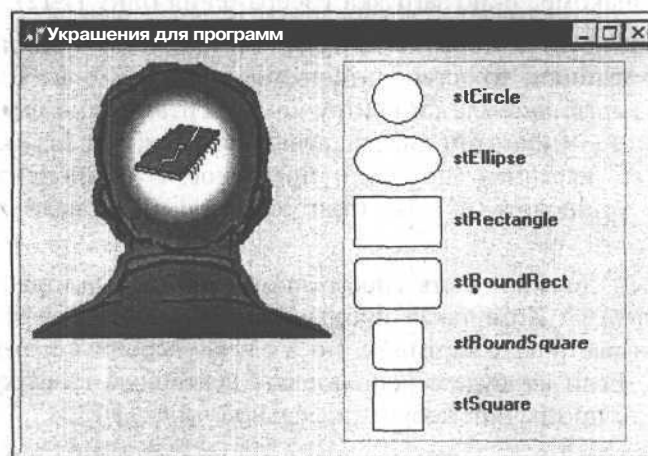 Украшения для программ
stCircle
stEllipse
stRectangle
stRoundRect
stRoundSquare
stSquare